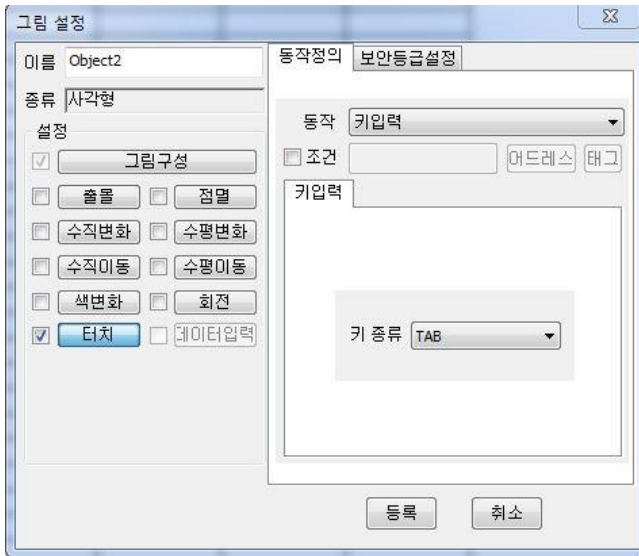 그림 설정
이름 Object2
종류 사각형
설정
그림구성
출몰 점멸
수직변화 수평변화
수직이동 수평이동
색변화 회전
터치 데이터입력
동작정의 보안등급설정
동작 키입력
조건 어드레스 태그
키입력
키 종류 TAB
등록 취소